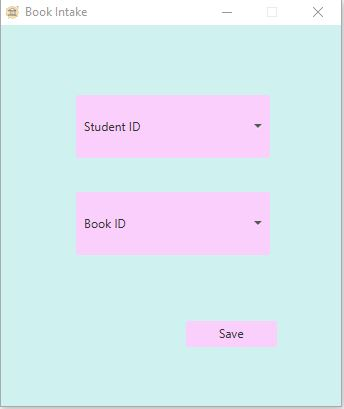 Book Intake
Student ID
Book ID
Save